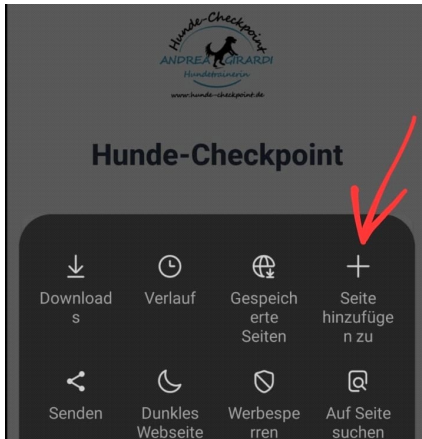 Hunde-Checkpoint
ANDREA GIRARDI
Hundetrainerin
www.hunde-checkpoint.de
Hunde-Checkpoint
Download
s
Verlauf
Gespeich
erte
Seiten
Seite
hinzufüge
n zu
Senden
Dunkles
Webseite
Werbespe
rren
Auf Seite
suchen